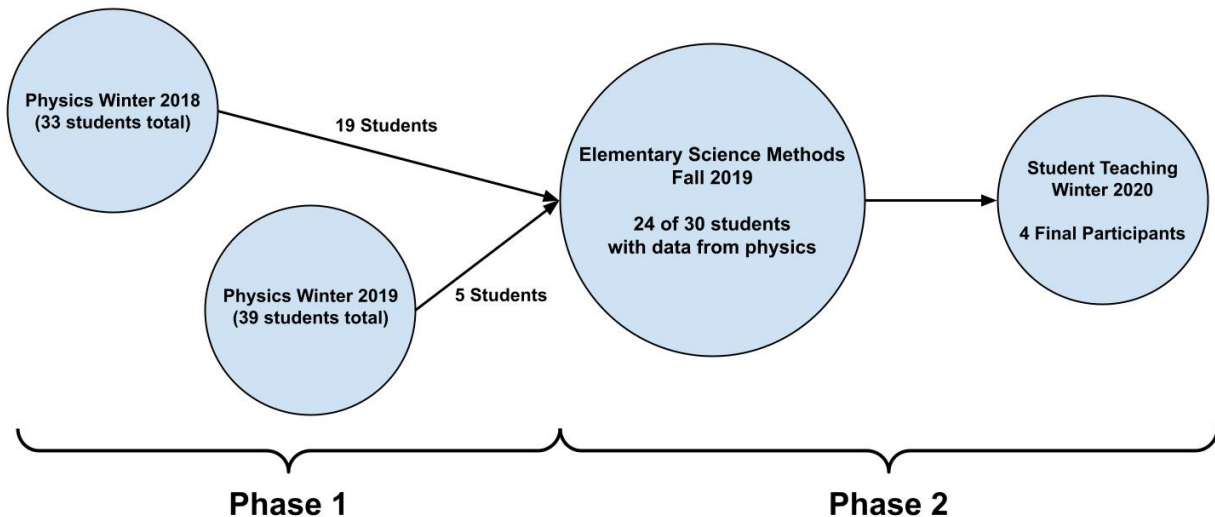 Physics Winter 2018
(33 students total)
19 Students
Elementary Science Methods
Fall 2019
24 of 30 students
with data from physics
Student Teaching
Winter 2020
4 Final Participants
Physics Winter 2019
(39 students total)
5 Students
Phase 1
Phase 2